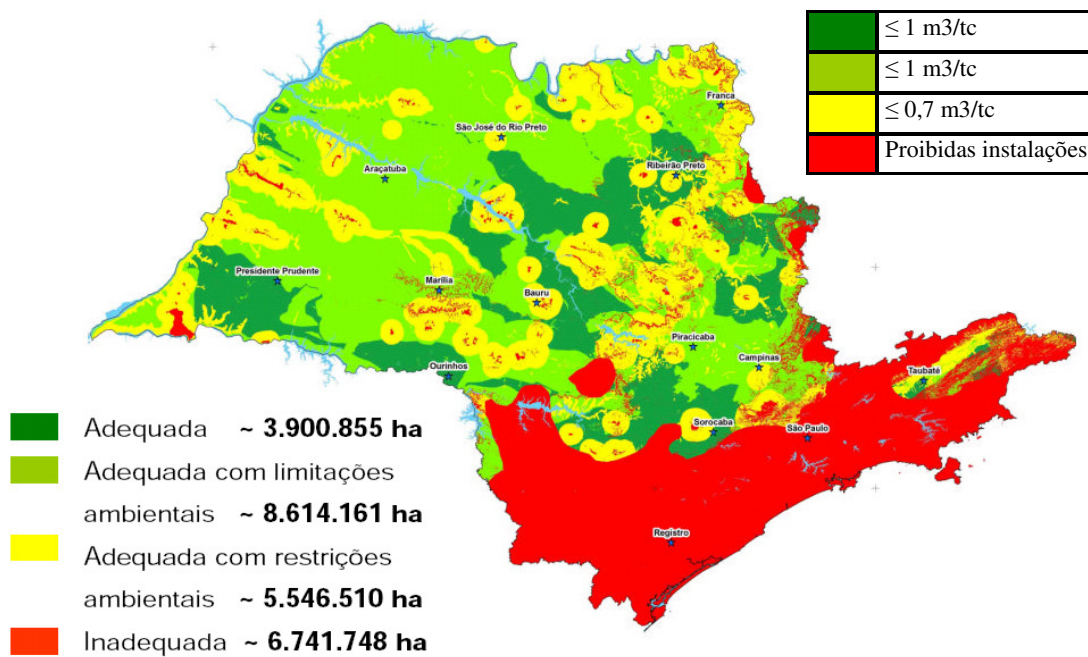 ≤ 1 m3/tc
≤ 1 m3/tc
≤ 0,7 m3/tc
Proibidas instalações
Franca
São José do Rio Preto
Ribeirão Preto
Araçatuba
Presidente Prudente
Marília
Bauru
Piracicaba
Campinas
Ourinhos
Taubaté
Sorocaba
São Paulo
Registro
Adequada ~ 3.900.855 ha
Adequada com limitações
ambientais ~ 8.614.161 ha
Adequada com restrições
ambientais ~ 5.546.510 ha
Inadequada ~ 6.741.748 ha